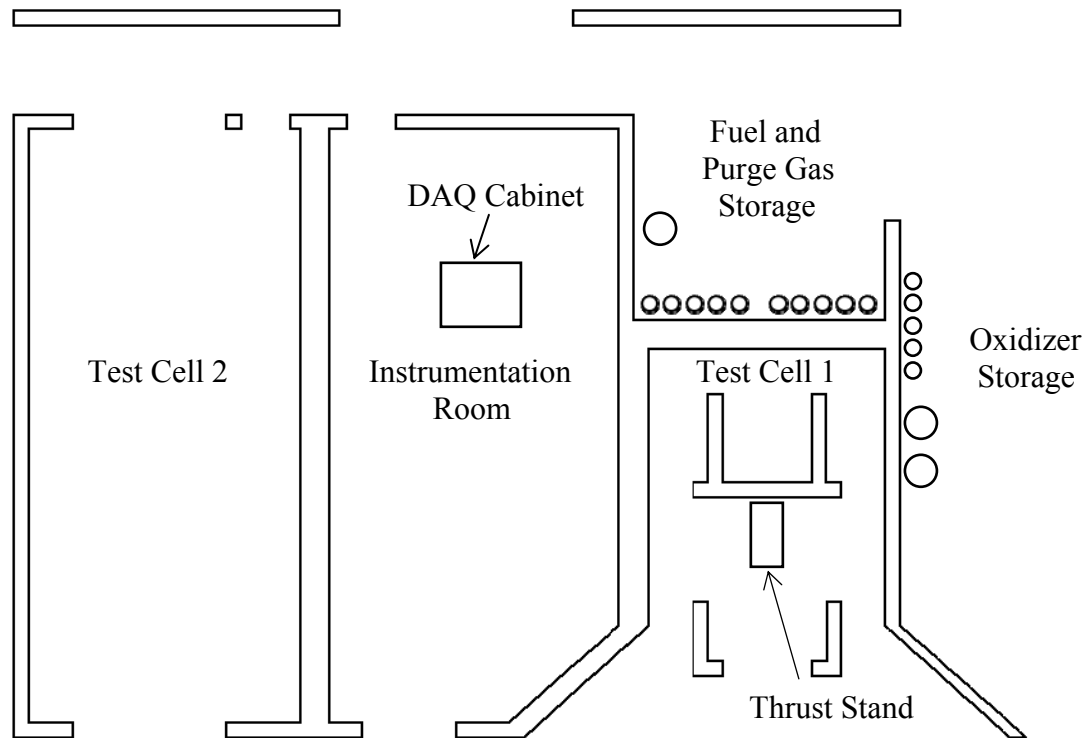 Fuel and
Purge Gas
Storage
DAQ Cabinet
Test Cell 2
Instrumentation
Room
Test Cell 1
Oxidizer
Storage
Thrust Stand